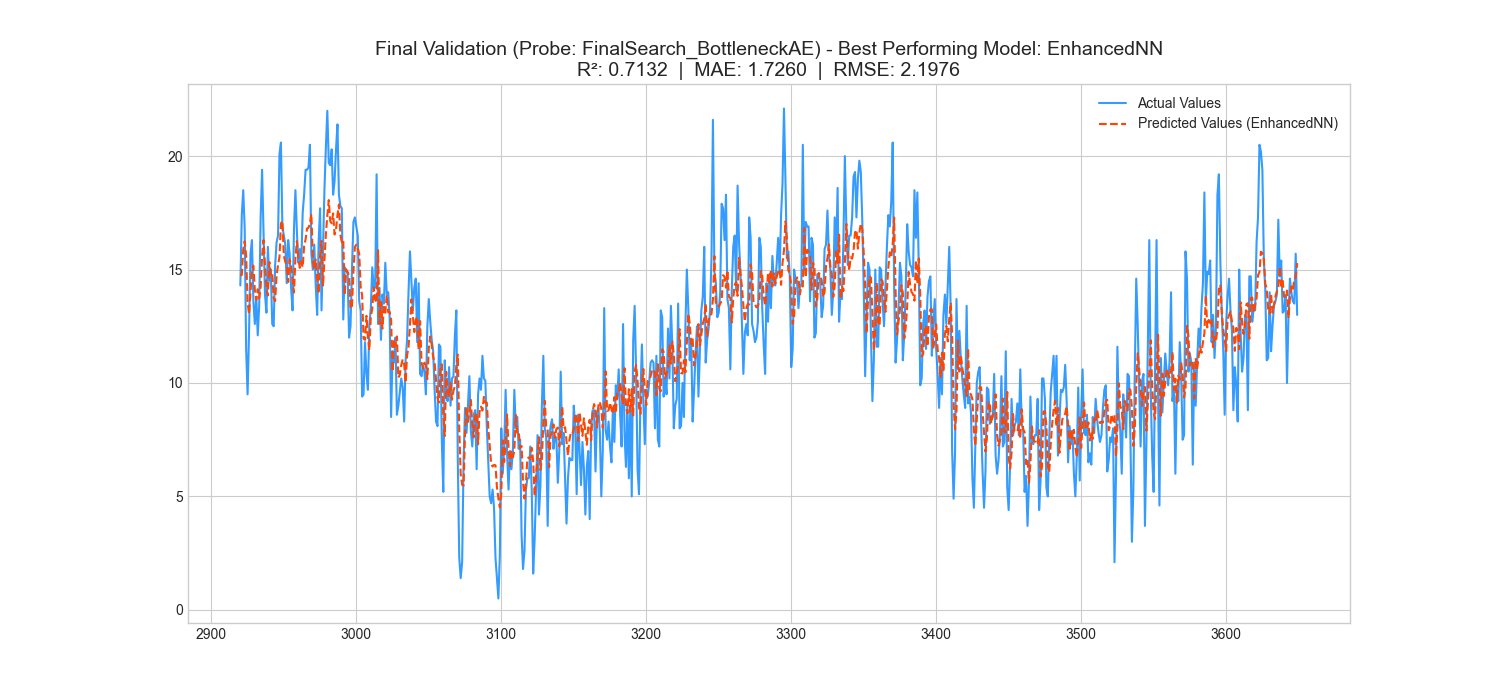 Final Validation (Probe: FinalSearch_BottleneckAE) - Best Performing Model: EnhancedNN
R²: 0.7132 | MAE: 1.7260 | RMSE: 2.1976
Actual Values
Predicted Values (EnhancedNN)
20
15
10
5
0
2900 3000 3100 3200 3300 3400 3500 3600